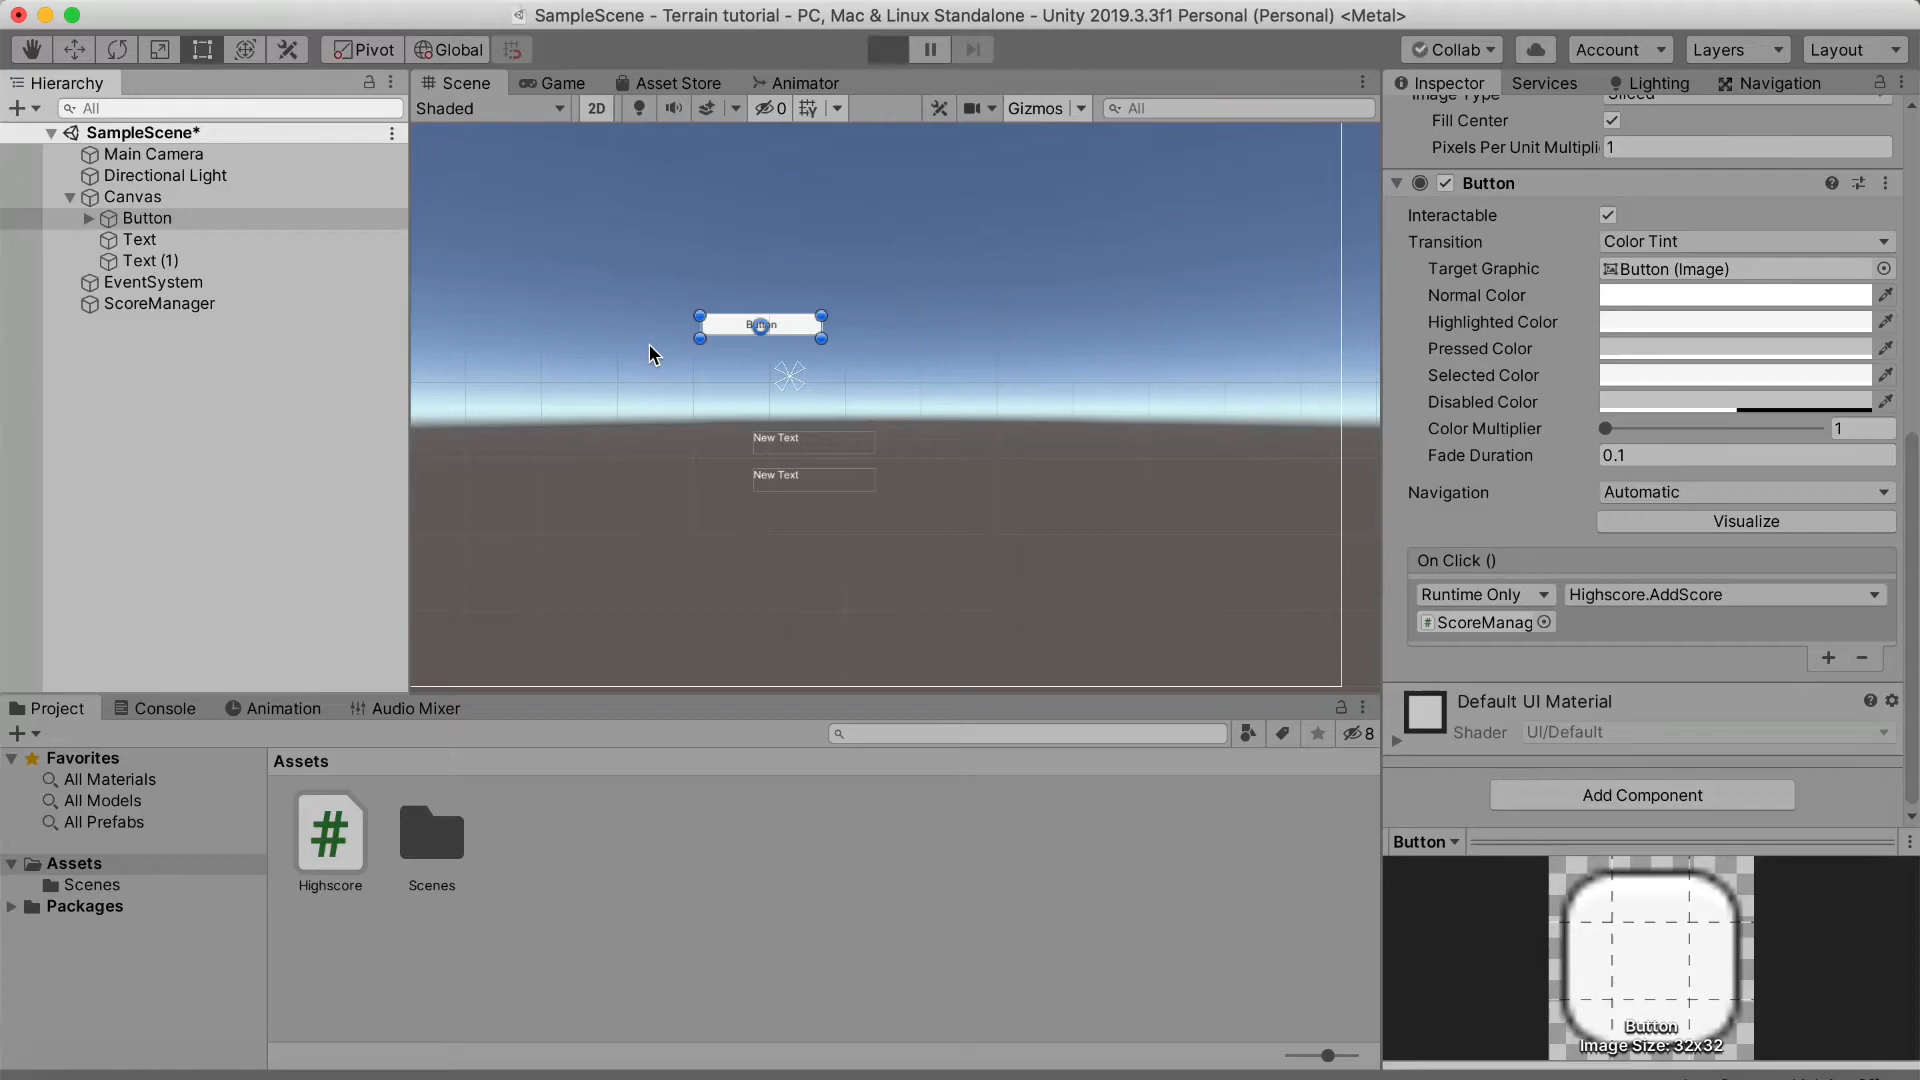 SampleScene - Terrain tutorial - PC, Mac & Linux Standalone - Unity 2019.3.3f1 Personal (Personal) <Metal>
Pivot
Global
Collab
Account
Layers
Layout
Hierarchy
All
SampleScene*
Main Camera
Directional Light
Canvas
Button
Text
Text (1)
EventSystem
ScoreManager
Scene
Game
Asset Store
Animator
Shaded
2D
0
Gizmos
All
Button
New Text
New Text
Inspector
Services
Lighting
Navigation
Image Type
Sliced
Fill Center
Pixels Per Unit Multipli
1
Button
Interactable
Transition
Color Tint
Target Graphic
Button (Image)
Normal Color
Highlighted Color
Pressed Color
Selected Color
Disabled Color
Color Multiplier
1
Fade Duration
0.1
Navigation
Automatic
Visualize
On Click ()
Runtime Only
Highscore.AddScore
ScoreManag
Default UI Material
Shader
UI/Default
Add Component
Button
Button
Image Size: 32x32
Project
Console
Animation
Audio Mixer
8
Favorites
All Materials
All Models
All Prefabs
Assets
Scenes
Packages
Assets
Highscore
Scenes